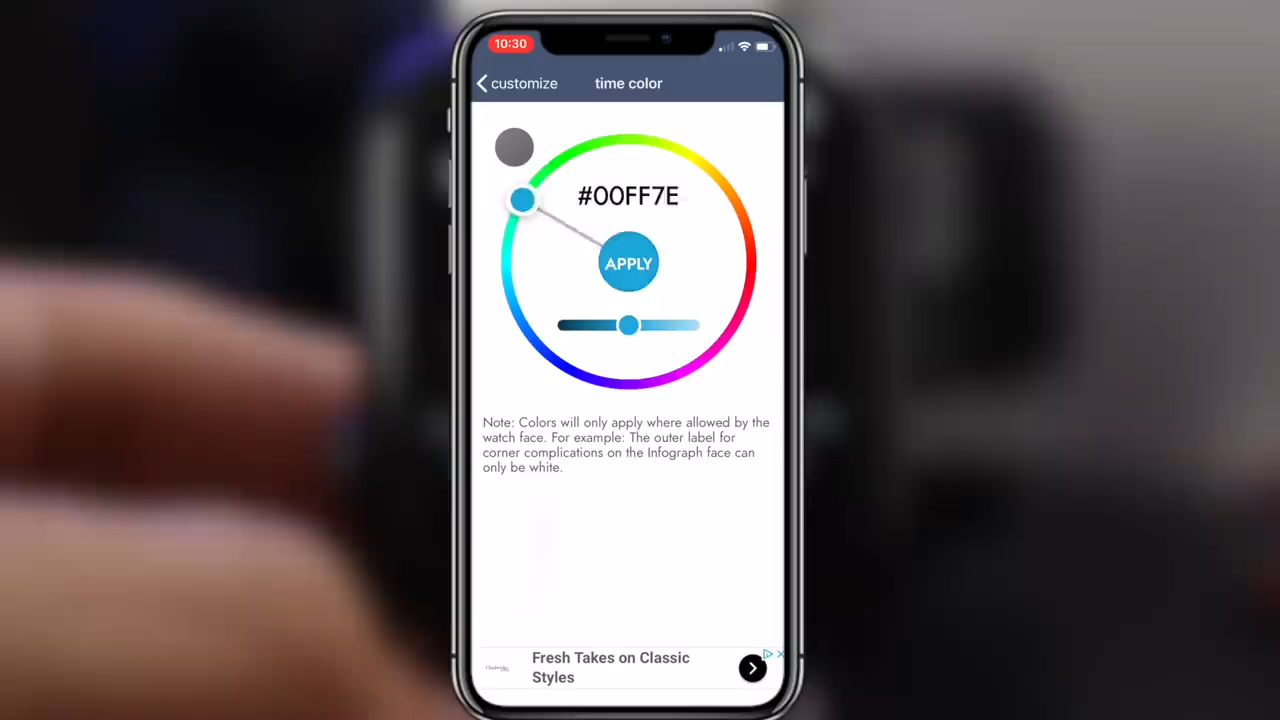 10:30
customize
time color
#00FF7E
APPLY
Note: Colors will only apply where allowed by the
watch face. For example: The outer label for
corner complications on the Infograph face can
only be white.
Fresh Takes on Classic
Styles